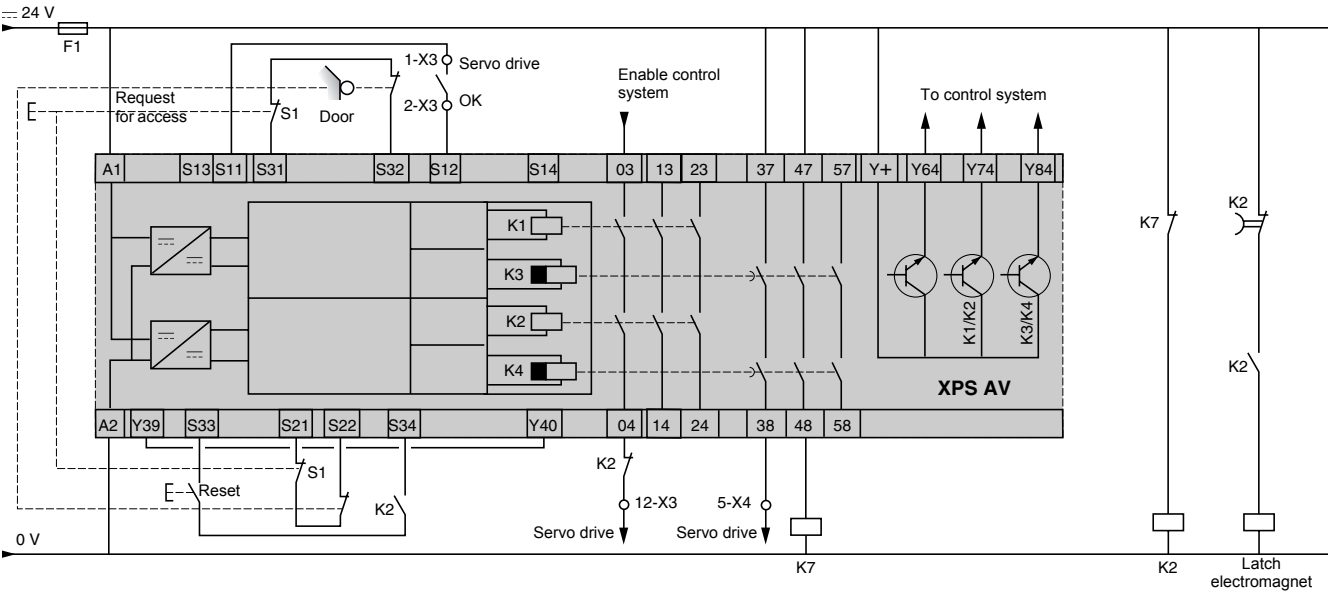 24 V
F1
1-X3 Servo drive
Enable control
system
Request
for access
S1
Door
2-X3 OK
To control system
A1 S13 S11 S31 S32 S12 S14 03 13 23 37 47 57 Y+ Y64 Y74 Y84
K1
K7
K2
K3
K2
K1/K2
K3/K4
K4
K2
XPS AV
A2 Y39 S33 S21 S22 S34 Y40 04 14 24 38 48 58
S1
K2
Reset
K2
12-X3
5-X4
Servo drive
Servo drive
0 V
K7
K2
Latch
electromagnet